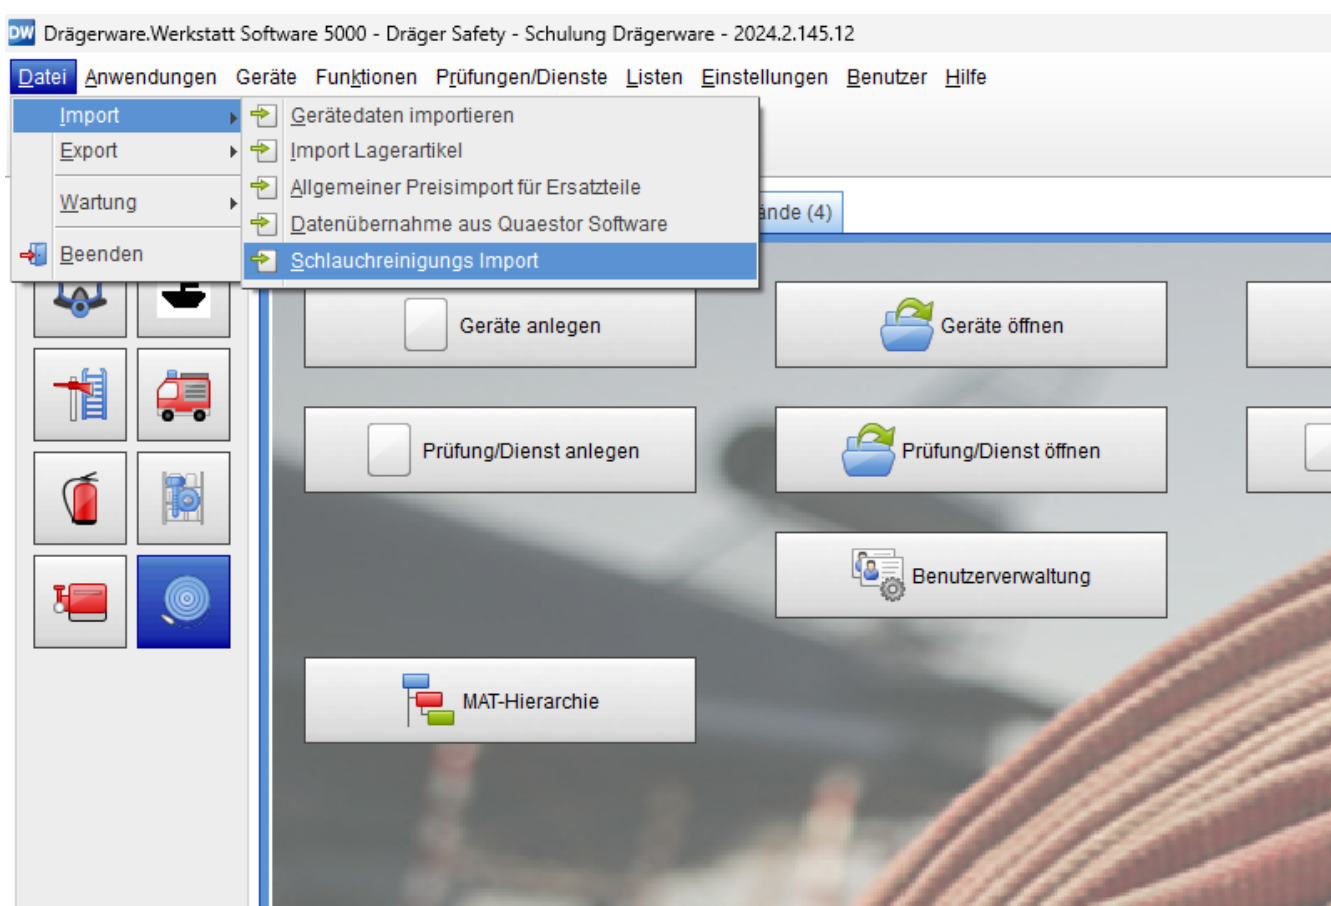 DW Drägerware.Werkstatt Software 5000 - Dräger Safety - Schulung Drägerware - 2024.2.145.12
Datei Anwendungen Geräte Funktionen Prüfungen/Dienste Listen Einstellungen Benutzer Hilfe
Import
Export
Wartung
Beenden
Gerätedaten importieren
Import Lagerartikel
Allgemeiner Preisimport für Ersatzteile
Datenübernahme aus Quaestor Software
Schlauchreinigungs Import
ände (4)
Geräte anlegen
Geräte öffnen
Prüfung/Dienst anlegen
Prüfung/Dienst öffnen
Benutzerverwaltung
MAT-Hierarchie